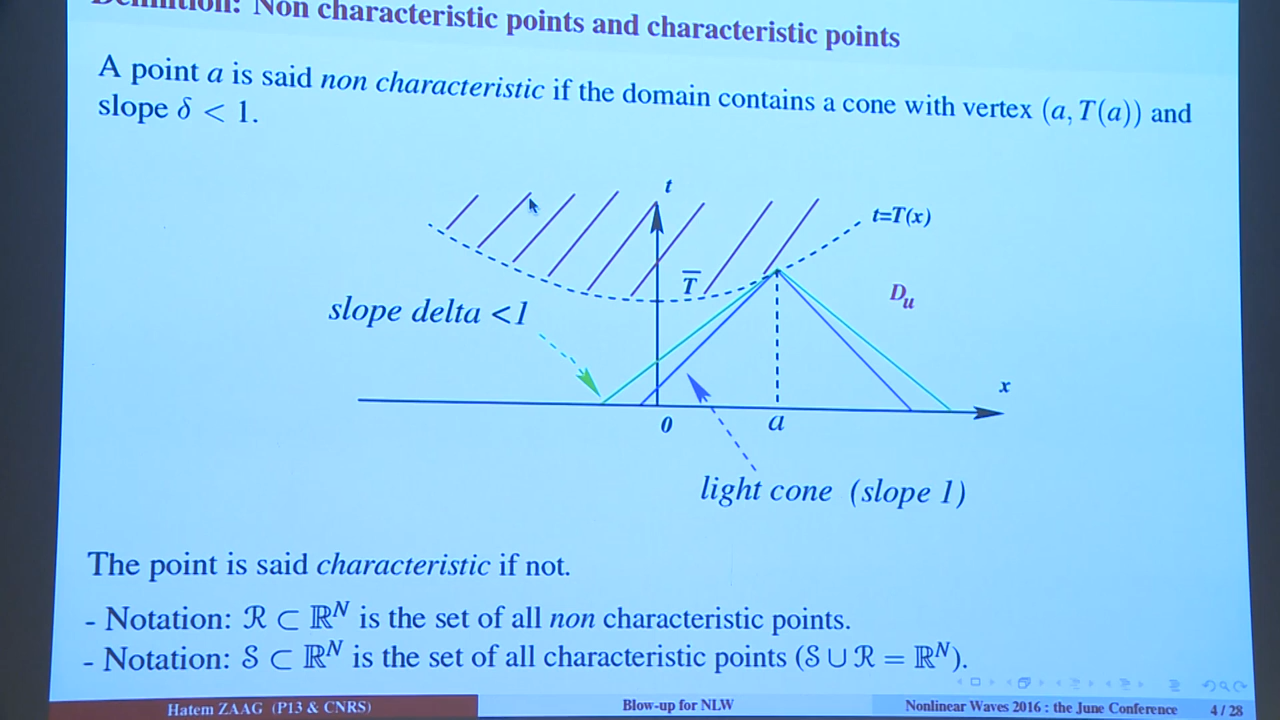 Definition: Non characteristic points and characteristic points
A point a is said non characteristic if the domain contains a cone with vertex (a, T(a)) and
slope δ < 1.
t
t=T(x)
T̅
D_u
slope delta <1
x
0
a
light cone (slope 1)
The point is said characteristic if not.
- Notation: ℛ ⊂ ℝᴺ is the set of all non characteristic points.
- Notation: 𝒮 ⊂ ℝᴺ is the set of all characteristic points (𝒮 ∪ ℛ = ℝᴺ).
Hatem ZAAG (P13 & CNRS) Blow-up for NLW Nonlinear Waves 2016 : the June Conference 4 / 28